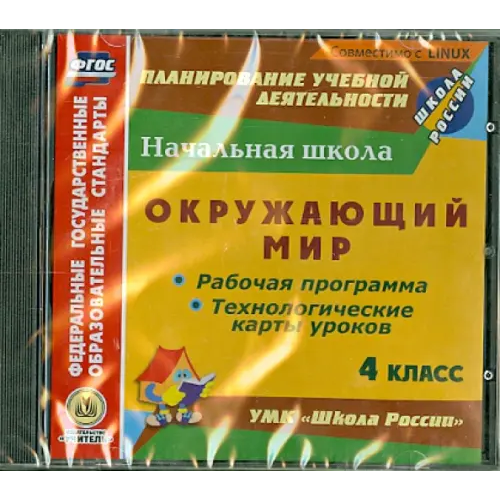 Совместимо с LINUX
ФГОС
ПЛАНИРОВАНИЕ УЧЕБНОЙ
ДЕЯТЕЛЬНОСТИ
ШКОЛА
РОССИИ
Начальная школа
ФЕДЕРАЛЬНЫЕ ГОСУДАРСТВЕННЫЕ
ОБРАЗОВАТЕЛЬНЫЕ СТАНДАРТЫ
ОКРУЖАЮЩИЙ
МИР
• Рабочая программа
• Технологические
карты уроков
4 КЛАСС
УМК «Школа России»
ИЗДАТЕЛЬСТВО
«УЧИТЕЛЬ»